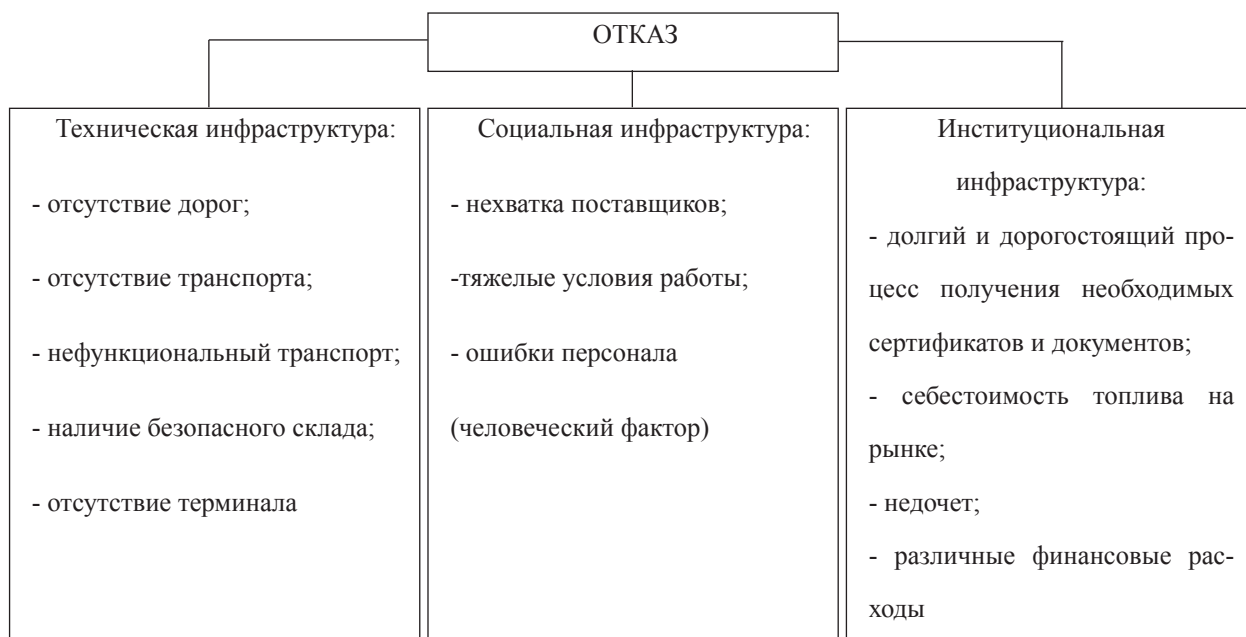 ОТКАЗ
Техническая инфраструктура:
- отсутствие дорог;
- отсутствие транспорта;
- нефункциональный транспорт;
- наличие безопасного склада;
- отсутствие терминала
Социальная инфраструктура:
- нехватка поставщиков;
-тяжелые условия работы;
- ошибки персонала
(человеческий фактор)
Институциональная
инфраструктура:
- долгий и дорогостоящий про-
цесс получения необходимых
сертификатов и документов;
- себестоимость топлива на
рынке;
- недочет;
- различные финансовые рас-
ходы